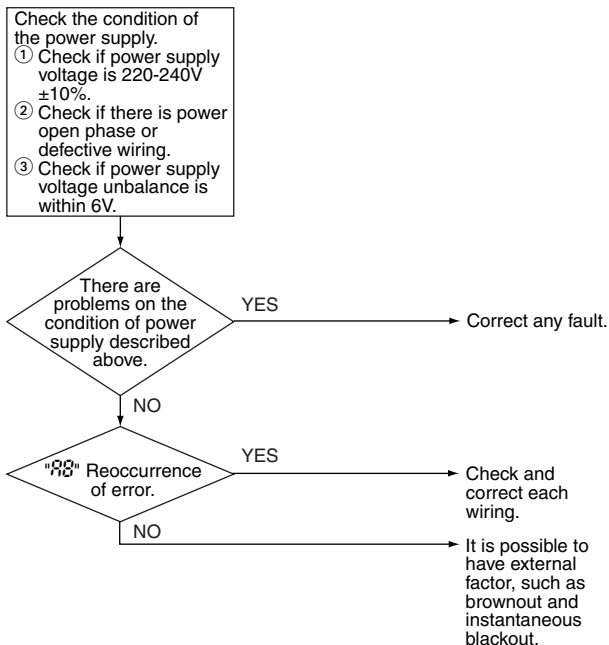 Check the condition of
the power supply.
① Check if power supply
voltage is 220-240V
±10%.
② Check if there is power
open phase or
defective wiring.
③ Check if power supply
voltage unbalance is
within 6V.
There are
problems on the
condition of power
supply described
above.
YES
Correct any fault.
NO
"A8" Reoccurrence
of error.
YES
Check and
correct each
wiring.
NO
It is possible to
have external
factor, such as
brownout and
instantaneous
blackout.